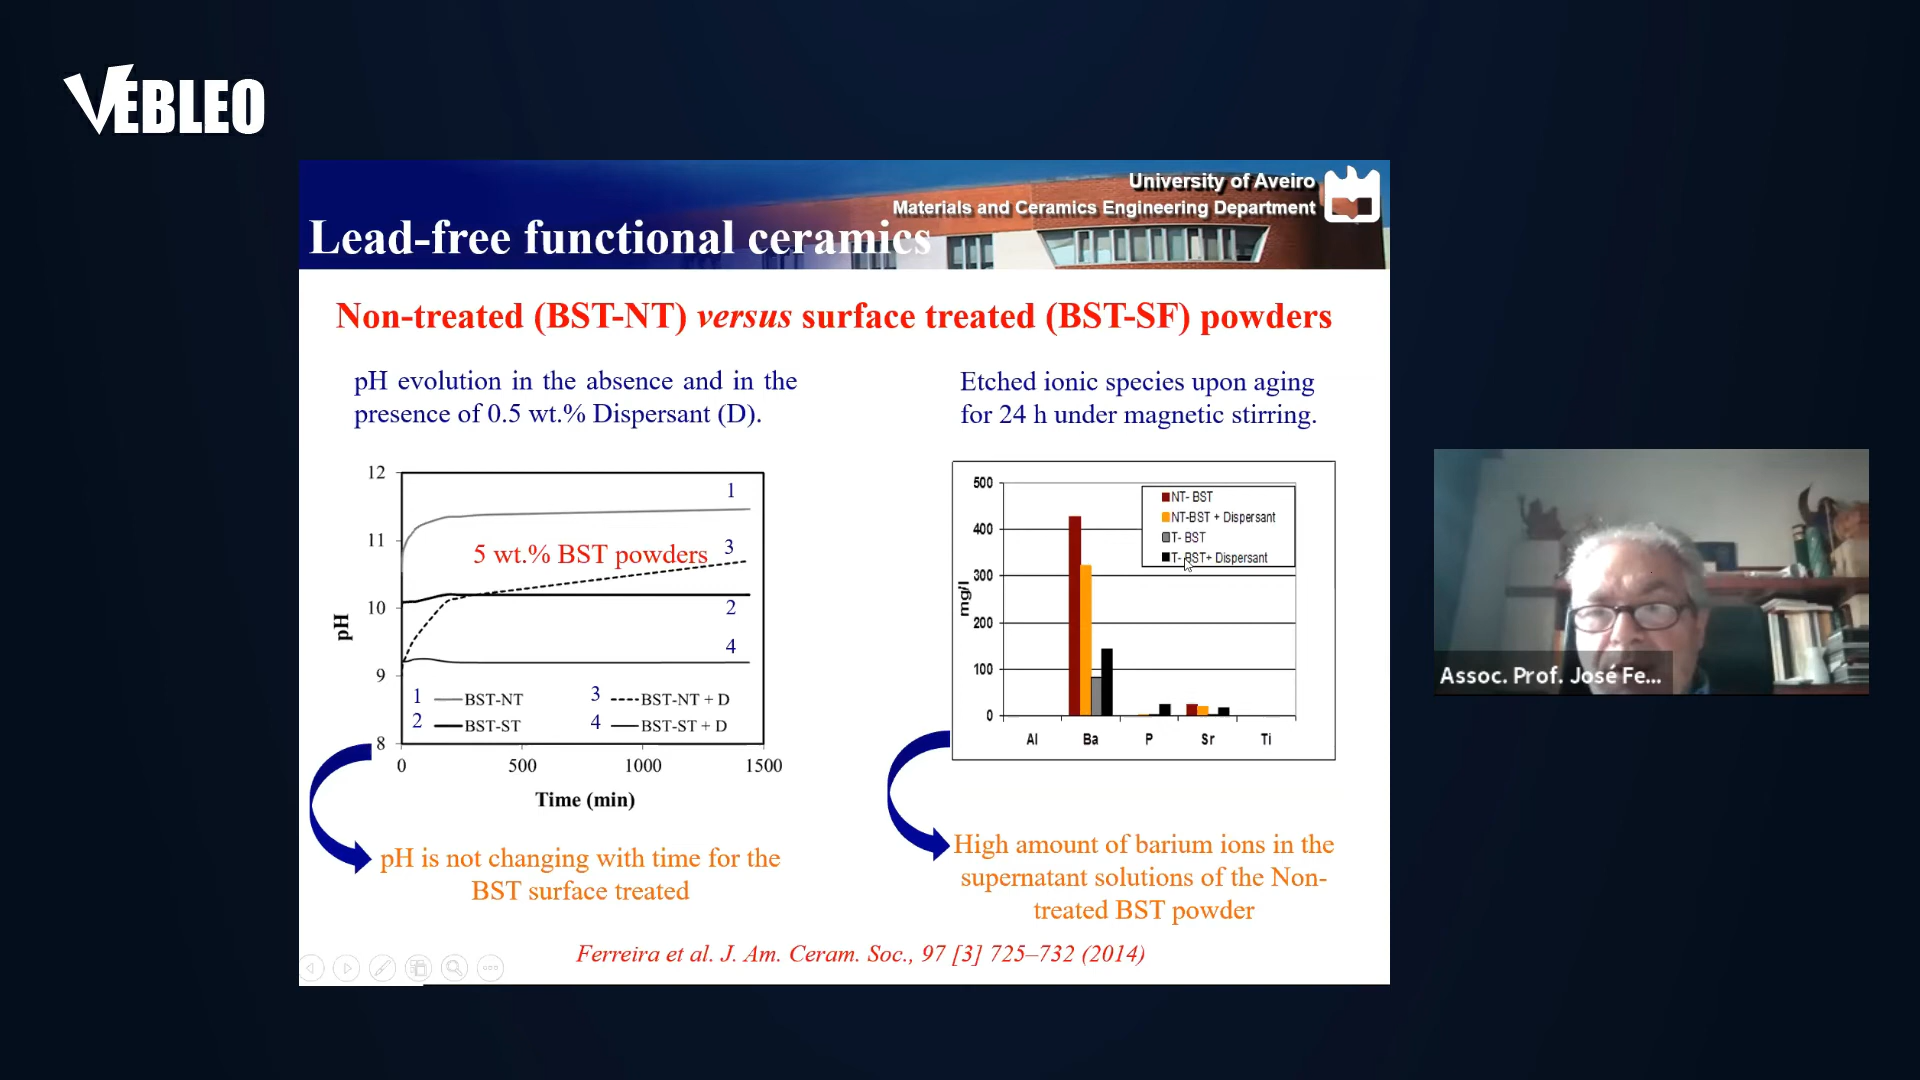 VEBLEO
University of Aveiro
Materials and Ceramics Engineering Department
Lead-free functional ceramics
Non-treated (BST-NT) versus surface treated (BST-SF) powders
pH evolution in the absence and in the
presence of 0.5 wt.% Dispersant (D).
12
11
10
9
8
pH
1
5 wt.% BST powders
3
2
4
1 BST-NT
3 BST-NT + D
2 BST-ST
4 BST-ST + D
0 500 1000 1500
Time (min)
pH is not changing with time for the
BST surface treated
Etched ionic species upon aging
for 24 h under magnetic stirring.
500
400
300
200
100
0
mg/l
NT- BST
NT-BST + Dispersant
T- BST
T- BST+ Dispersant
Al Ba P Sr Ti
High amount of barium ions in the
supernatant solutions of the Non-
treated BST powder
Ferreira et al. J. Am. Ceram. Soc., 97 [3] 725–732 (2014)
Assoc. Prof. José Fe...